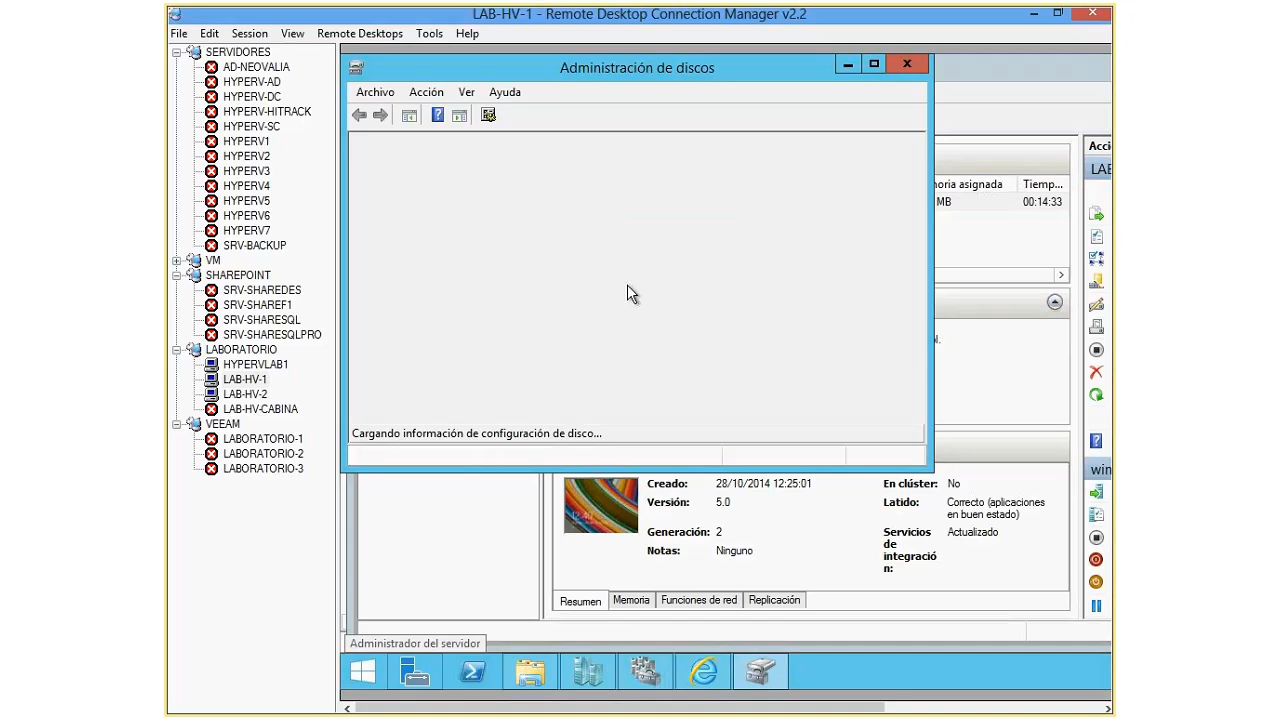 LAB-HV-1 - Remote Desktop Connection Manager v2.2
File Edit Session View Remote Desktops Tools Help
SERVIDORES
AD-NEOVALIA
HYPERV-AD
HYPERV-DC
HYPERV-HITRACK
HYPERV-SC
HYPERV1
HYPERV2
HYPERV3
HYPERV4
HYPERV5
HYPERV6
HYPERV7
SRV-BACKUP
VM
SHAREPOINT
SRV-SHAREDES
SRV-SHAREF1
SRV-SHARESQL
SRV-SHARESQLPRO
LABORATORIO
HYPERVLAB1
LAB-HV-1
LAB-HV-2
LAB-HV-CABINA
VEEAM
LABORATORIO-1
LABORATORIO-2
LABORATORIO-3
Administración de discos
Archivo Acción Ver Ayuda
Cargando información de configuración de disco...
Acci
LAB
noria asignada Tiemp...
MB 00:14:33
win
Creado: 28/10/2014 12:25:01 En clúster: No
Versión: 5.0 Latido: Correcto (aplicaciones
en buen estado)
Generación: 2 Servicios Actualizado
de
Notas: Ninguno integració
n:
Resumen Memoria Funciones de red Replicación
Administrador del servidor